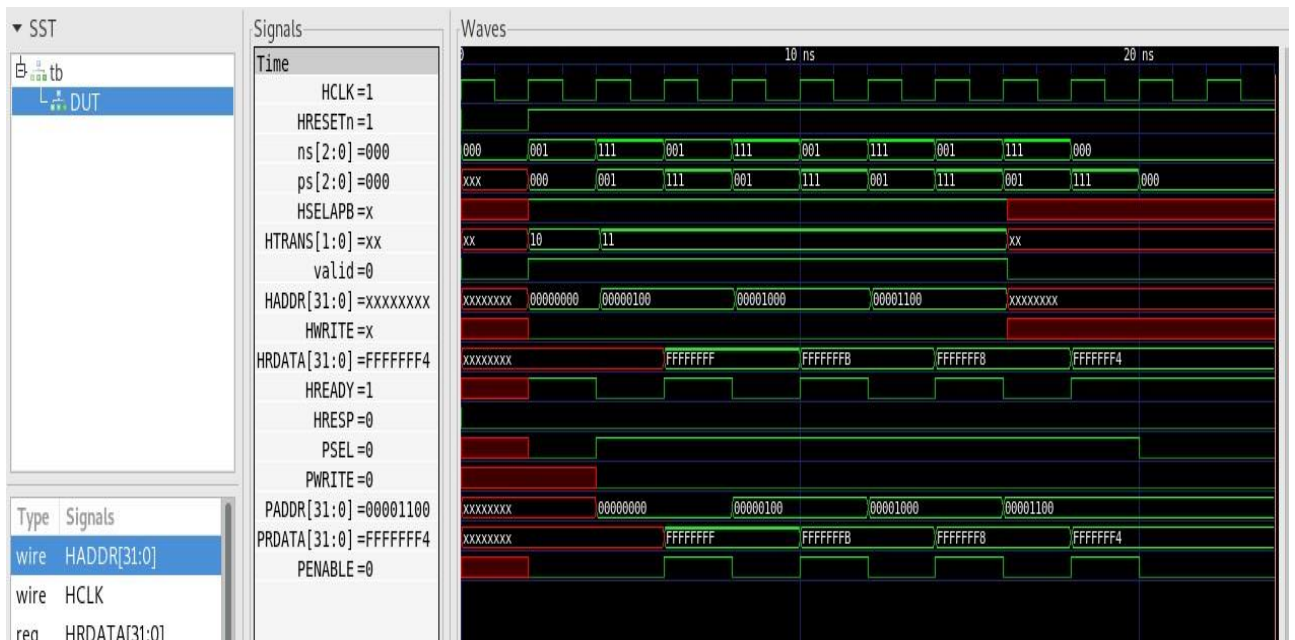 SST
tb
DUT
Type Signals
wire HADDR[31:0]
wire HCLK
reg HRDATA[31:0]
Signals
Time
HCLK=1
HRESETn=1
ns[2:0]=000
ps[2:0]=000
HSELAPB=x
HTRANS[1:0]=xx
valid=0
HADDR[31:0]=xxxxxxxx
HWRITE=x
HRDATA[31:0]=FFFFFFF4
HREADY=1
HRESP=0
PSEL=0
PWRITE=0
PADDR[31:0]=00001100
PRDATA[31:0]=FFFFFFF4
PENABLE=0
Waves
0 10 ns 20 ns
000 001 111 001 111 001 111 001 111 000
xxx 000 001 111 001 111 001 111 001 111 000
xx 10 11 xx
xxxxxxxx 00000000 00000100 00001000 00001100 xxxxxxxx
xxxxxxxx FFFFFFFF FFFFFFFB FFFFFFF8 FFFFFFF4
xxxxxxxx 00000000 00000100 00001000 00001100
xxxxxxxx FFFFFFFF FFFFFFFB FFFFFFF8 FFFFFFF4